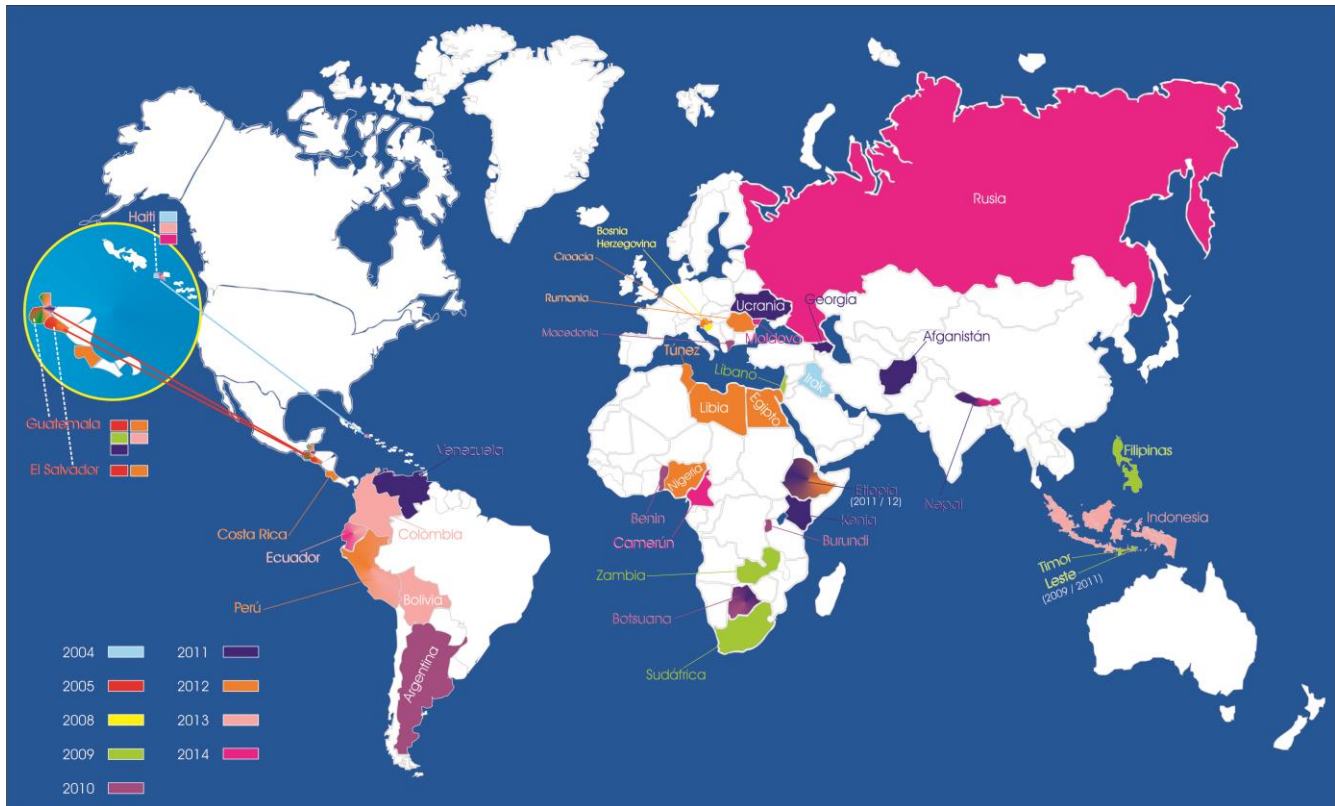 Haiti
Guatemala
El Salvador
Costa Rica
Ecuador
Perú
Venezuela
Colombia
Bolivia
Argentina
Bosnia
Herzegovina
Croacia
Rumania
Macedonia
Ucrania
Georgia
Moldova
Rusia
Túnez
Líbano
Irak
Afganistán
Libia
Egipto
Nigeria
Benin
Camerún
Etiopía
(2011 / 12)
Kenia
Burundi
Zambia
Botsuana
Sudáfrica
Nepal
Filipinas
Indonesia
Timor
Leste
(2009 / 2011)
2004
2005
2008
2009
2010
2011
2012
2013
2014